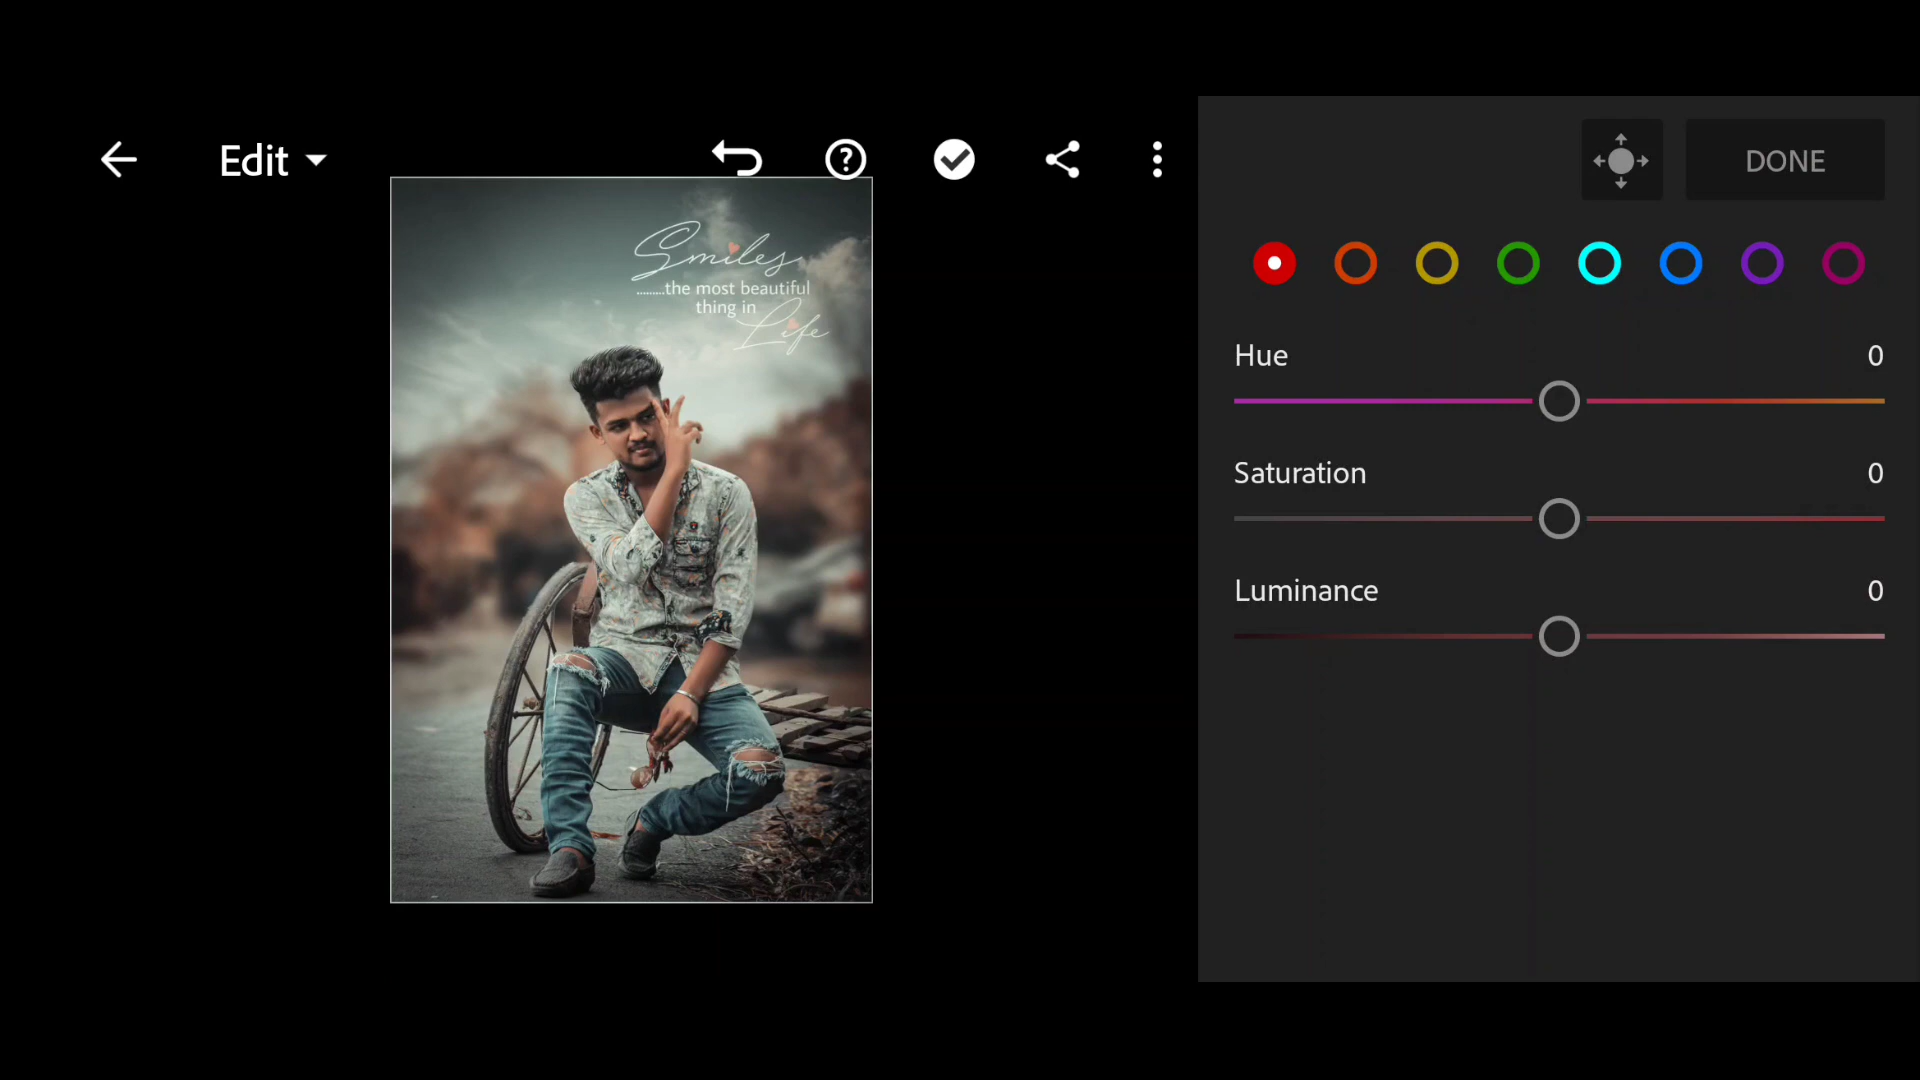 Edit
DONE
Smiles
.........the most beautiful
thing in
Life
Hue 0
Saturation 0
Luminance 0